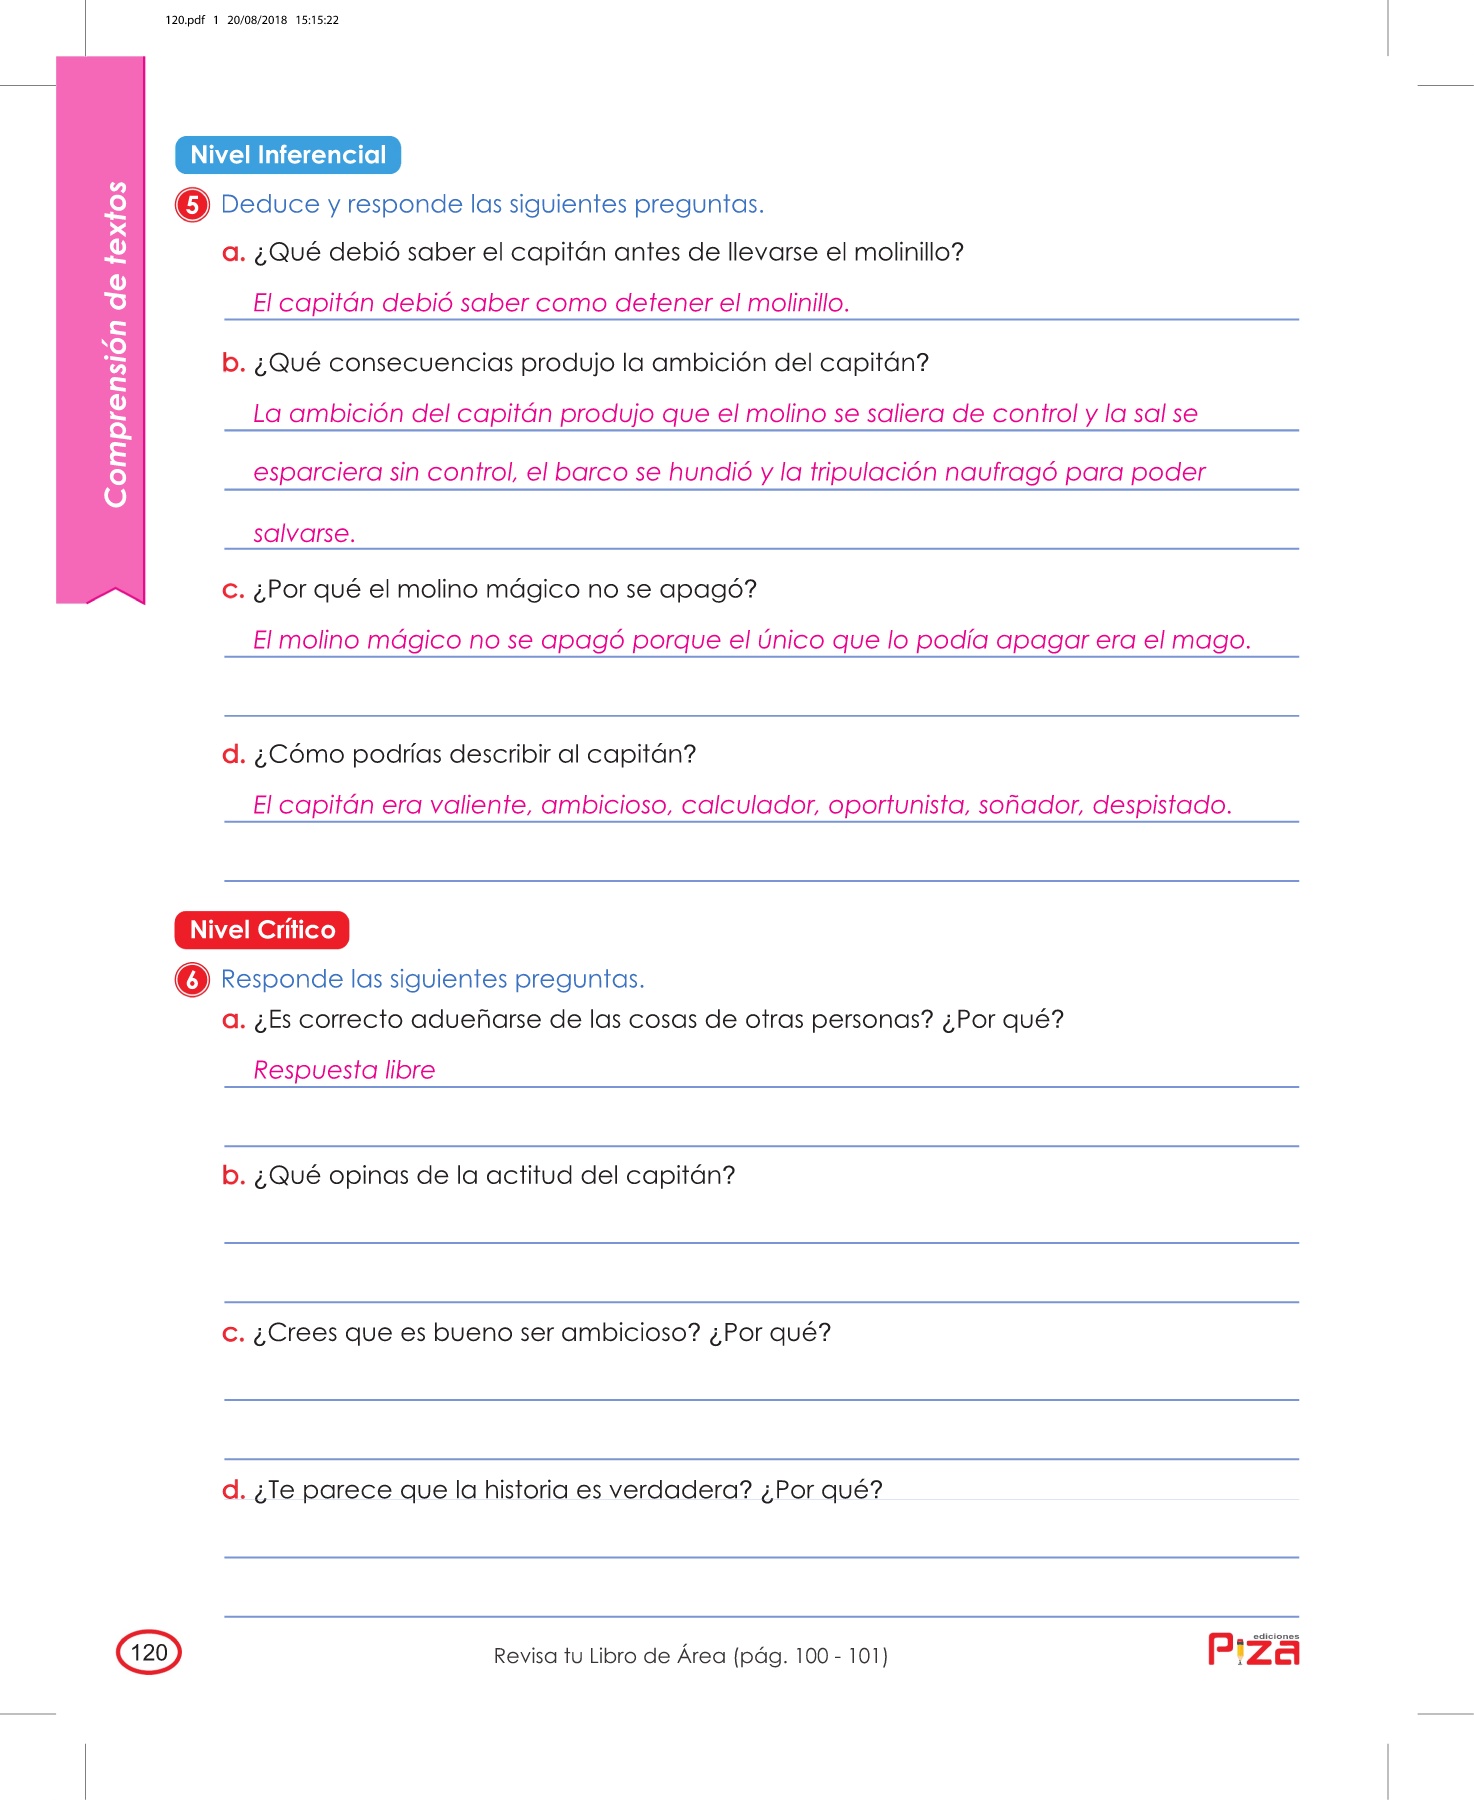 120.pdf 1 20/08/2018 15:15:22
Comprensión de textos
Nivel Inferencial
5 Deduce y responde las siguientes preguntas.
a. ¿Qué debió saber el capitán antes de llevarse el molinillo?
El capitán debió saber como detener el molinillo.
b. ¿Qué consecuencias produjo la ambición del capitán?
La ambición del capitán produjo que el molino se saliera de control y la sal se
esparciera sin control, el barco se hundió y la tripulación naufragó para poder
salvarse.
c. ¿Por qué el molino mágico no se apagó?
El molino mágico no se apagó porque el único que lo podía apagar era el mago.
d. ¿Cómo podrías describir al capitán?
El capitán era valiente, ambicioso, calculador, oportunista, soñador, despistado.
Nivel Crítico
6 Responde las siguientes preguntas.
a. ¿Es correcto adueñarse de las cosas de otras personas? ¿Por qué?
Respuesta libre
b. ¿Qué opinas de la actitud del capitán?
c. ¿Crees que es bueno ser ambicioso? ¿Por qué?
d. ¿Te parece que la historia es verdadera? ¿Por qué?
120
Revisa tu Libro de Área (pág. 100 - 101)
ediciones
Piza